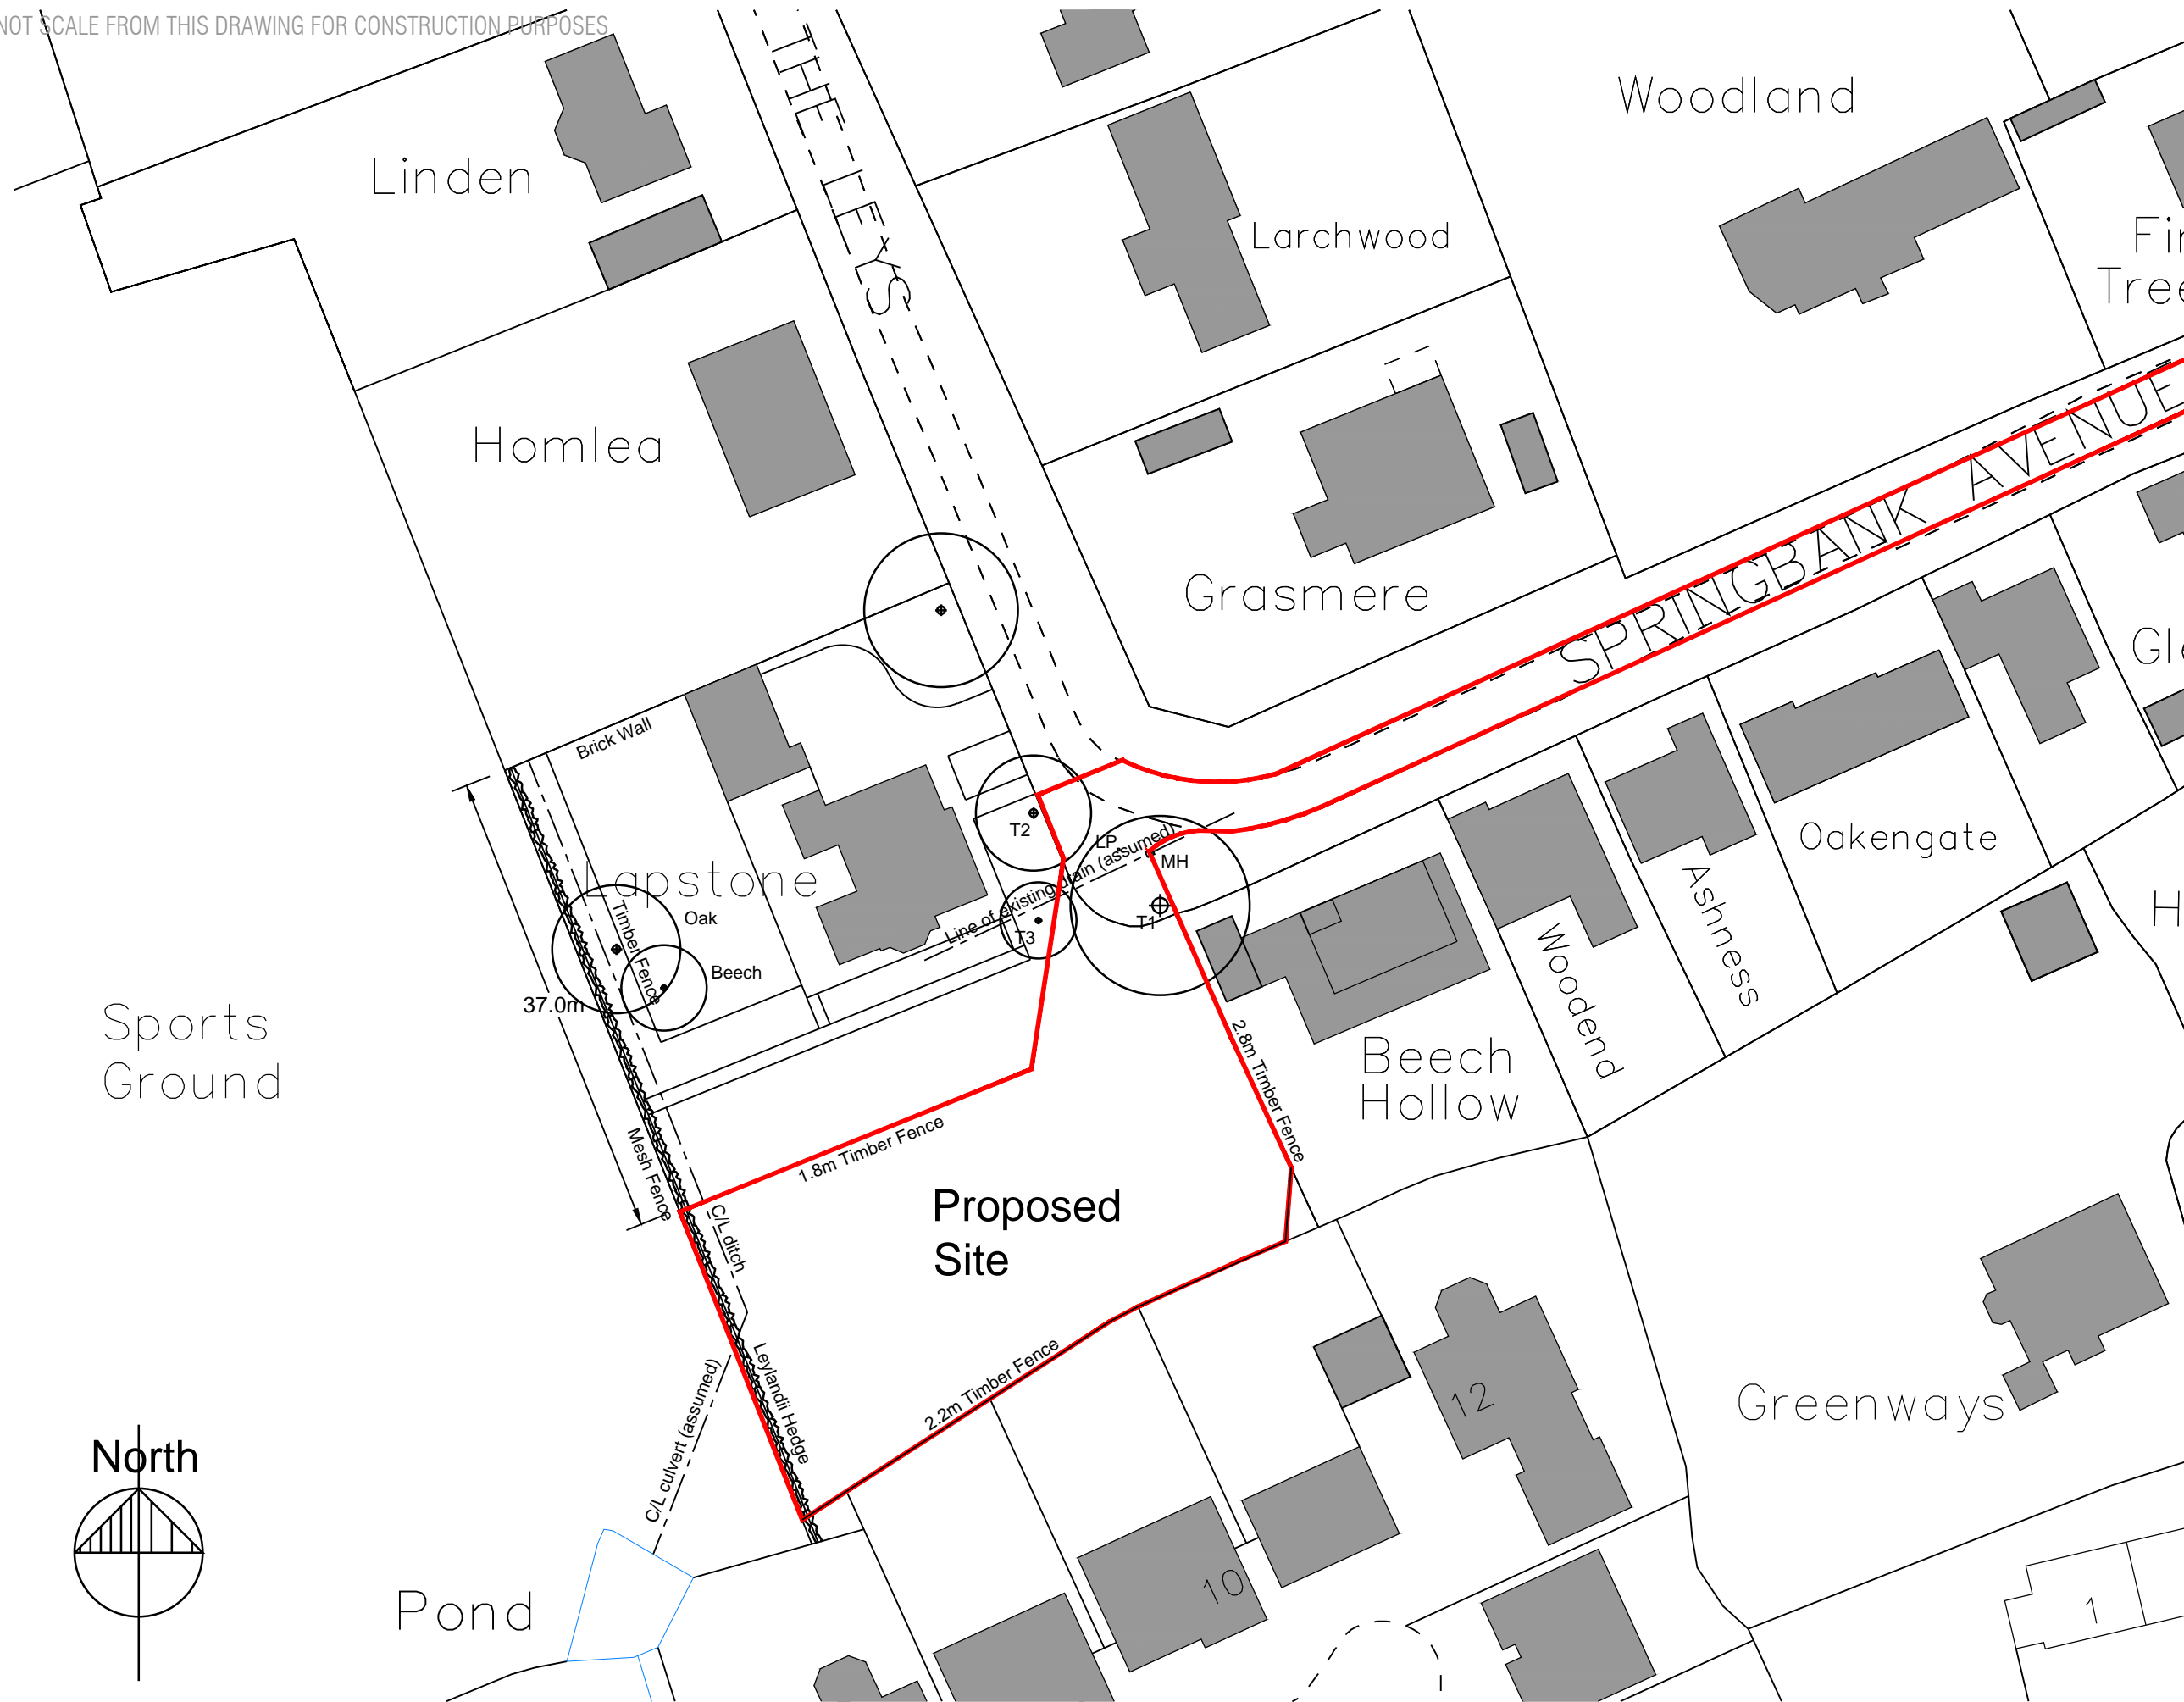 NOT SCALE FROM THIS DRAWING FOR CONSTRUCTION PURPOSES
THE LEYS
Woodland
Linden
Larchwood
Homlea
Grasmere
SPRINGBANK AVENUE
Brick Wall
T2
LP
MH
Line of existing drain (assumed)
T1
T3
Lapstone
Oak
Timber Fence
Beech
37.0m
Oakengate
Ashness
Woodend
Sports
Ground
Beech
Hollow
2.8m Timber Fence
Mesh Fence
1.8m Timber Fence
Proposed
Site
C/L ditch
Leylandii Hedge
C/L culvert (assumed)
2.2m Timber Fence
12
Greenways
North
10
Pond
1